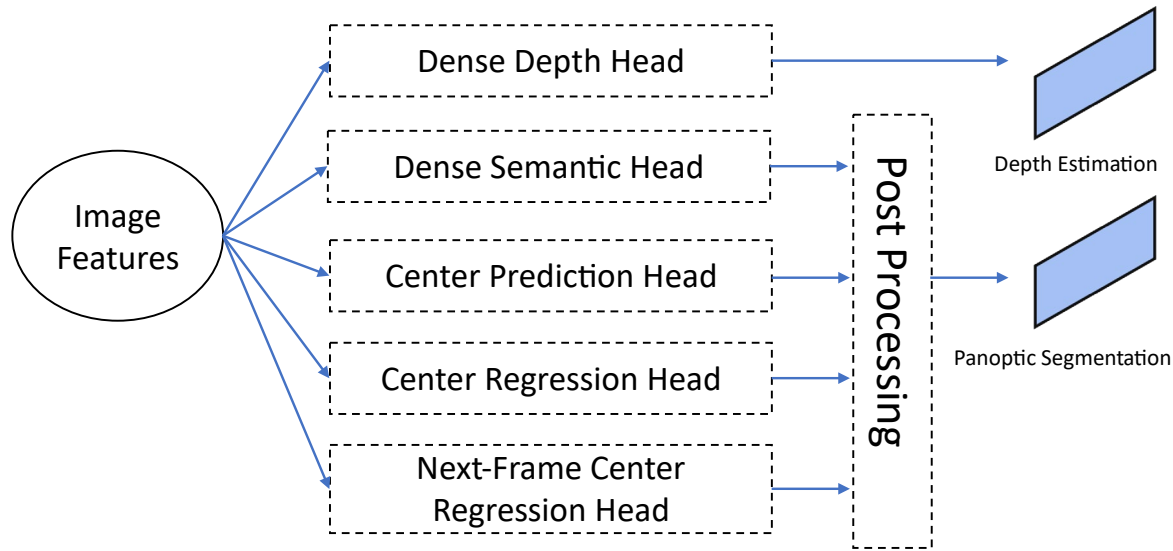 Image
Features
Dense Depth Head
Dense Semantic Head
Center Prediction Head
Center Regression Head
Next-Frame Center
Regression Head
Post Processing
Depth Estimation
Panoptic Segmentation